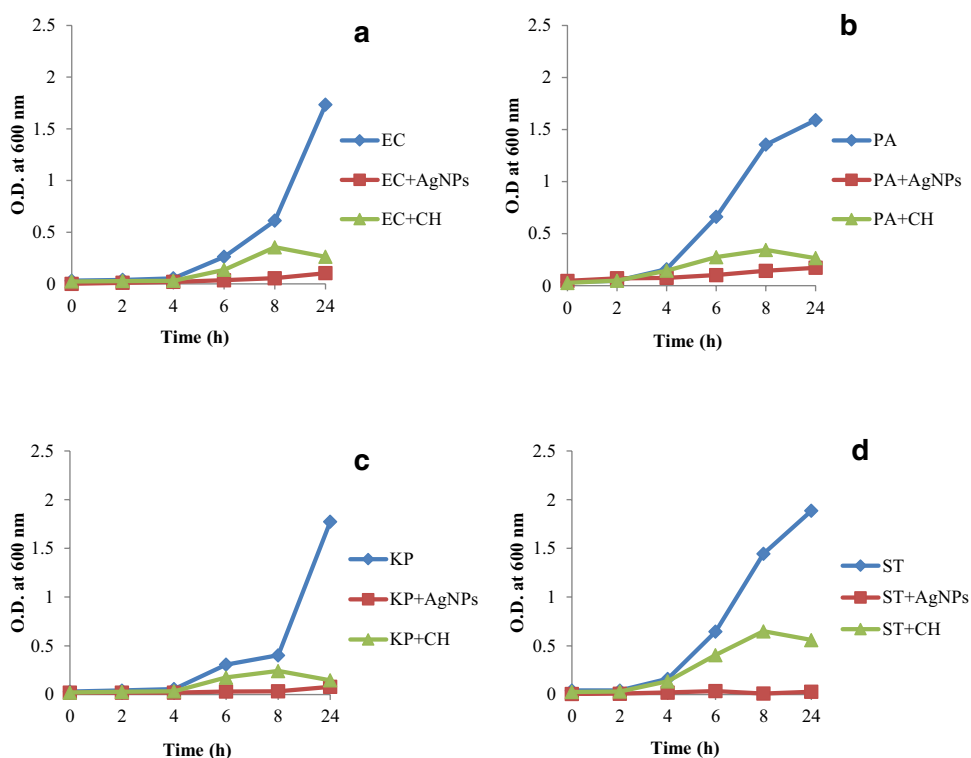 a
2.5
2
1.5
1
0.5
0
O.D. at 600 nm
0 2 4 6 8 24
Time (h)
EC
EC+AgNPs
EC+CH
b
2.5
2
1.5
1
0.5
0
O.D at 600 nm
0 2 4 6 8 24
Time (h)
PA
PA+AgNPs
PA+CH
c
2.5
2
1.5
1
0.5
0
O.D. at 600 nm
0 2 4 6 8 24
Time (h)
KP
KP+AgNPs
KP+CH
d
2.5
2
1.5
1
0.5
0
O.D. at 600 nm
0 2 4 6 8 24
Time (h)
ST
ST+AgNPs
ST+CH